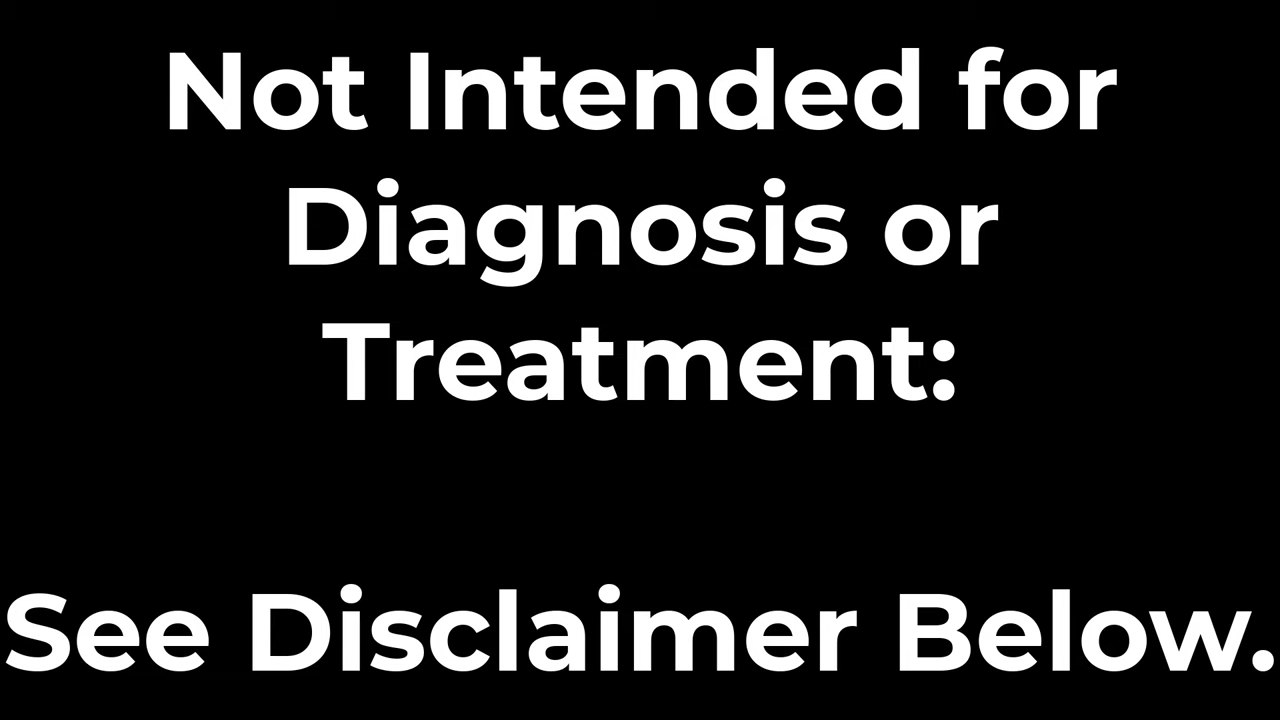 Not Intended for
Diagnosis or
Treatment:
See Disclaimer Below.